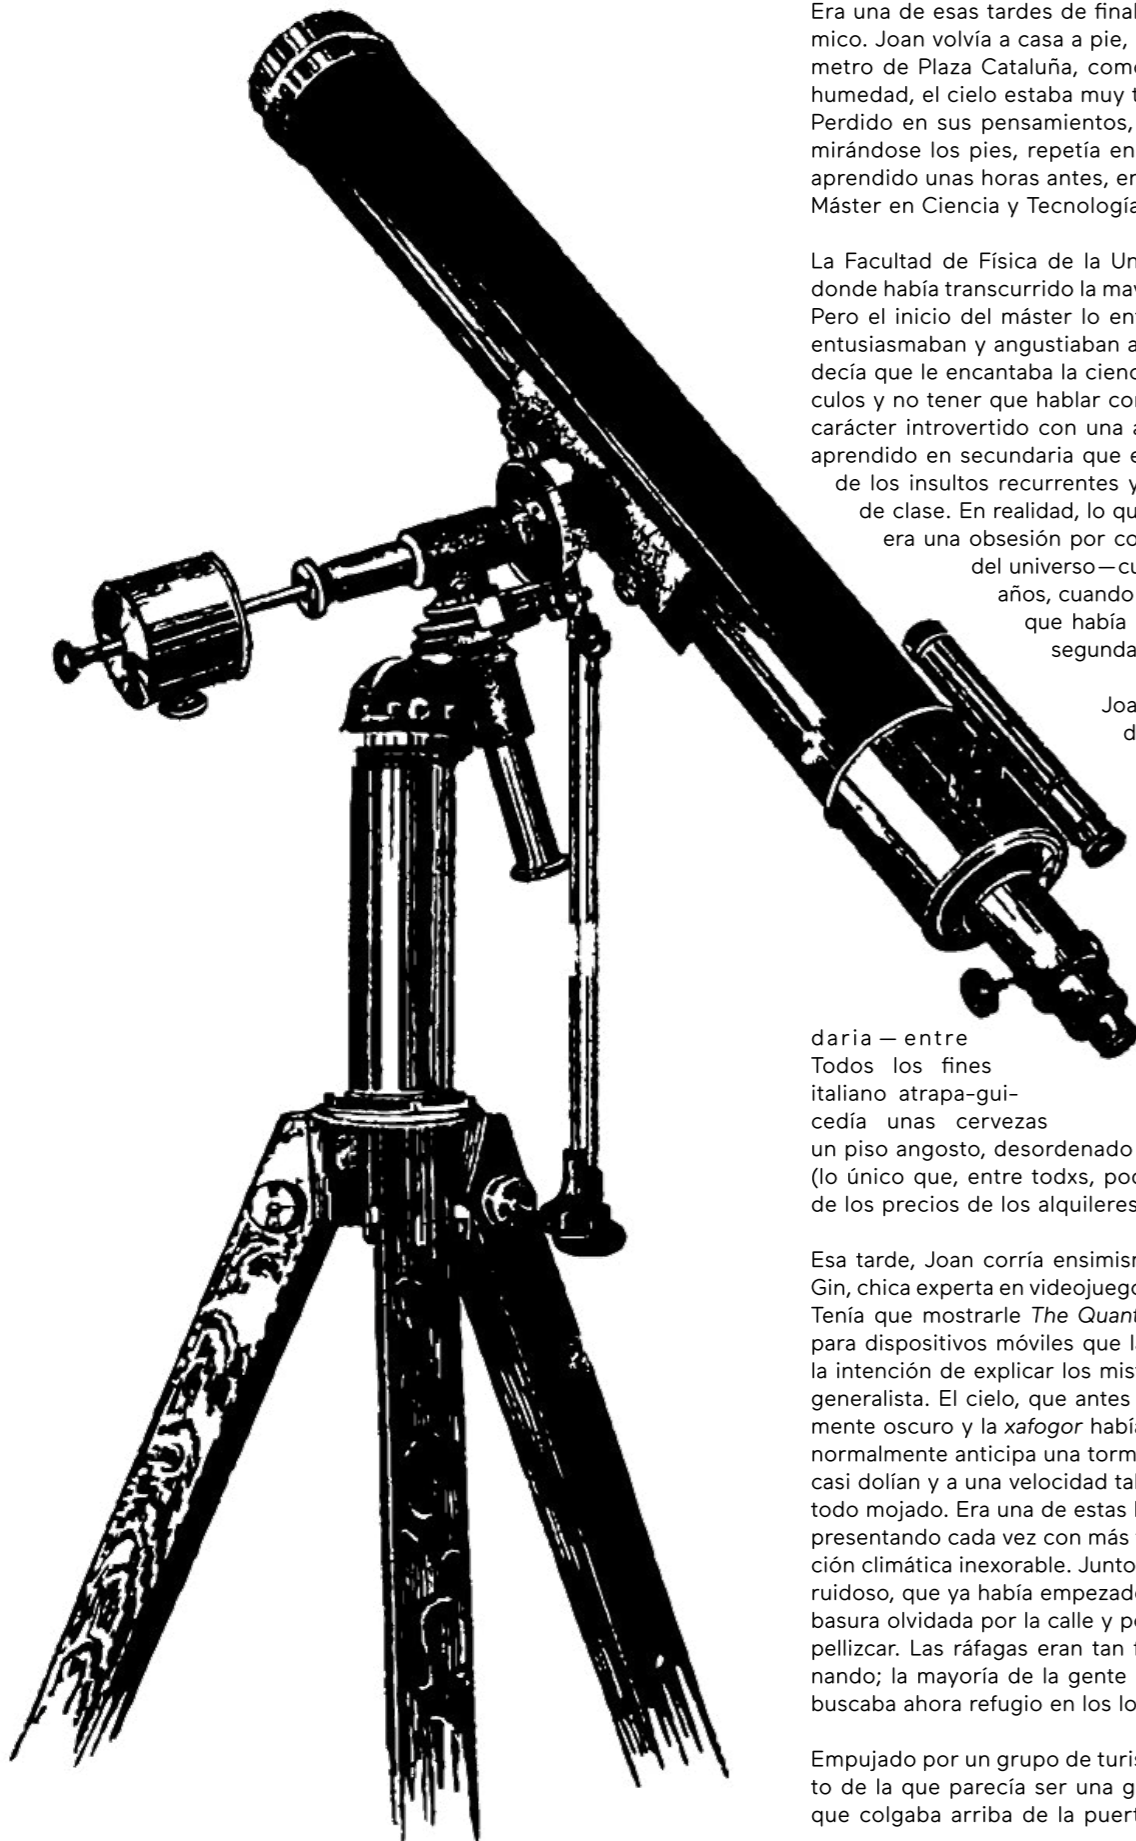 Era una de esas tardes de final
mico. Joan volvía a casa a pie,
metro de Plaza Cataluña, como
humedad, el cielo estaba muy t
Perdido en sus pensamientos,
mirándose los pies, repetía en
aprendido unas horas antes, en
Máster en Ciencia y Tecnología
La Facultad de Física de la Un
donde había transcurrido la may
Pero el inicio del máster lo ent
entusiasmaban y angustiaban a
decía que le encantaba la cienc
culos y no tener que hablar con
carácter introvertido con una a
aprendido en secundaria que e
de los insultos recurrentes y
de clase. En realidad, lo qu
era una obsesión por co
del universo—cu
años, cuando
que había
segunda
Joa
d
daria — entre
Todos los fines
italiano atrapa-gui-
cedía unas cervezas
un piso angosto, desordenado
(lo único que, entre todxs, pod
de los precios de los alquileres
Esa tarde, Joan corría ensimism
Gin, chica experta en videojuego
Tenía que mostrarle The Quant
para dispositivos móviles que la
la intención de explicar los mist
generalista. El cielo, que antes
mente oscuro y la xafogor había
normalmente anticipa una torm
casi dolían y a una velocidad tal
todo mojado. Era una de estas l
presentando cada vez con más f
ción climática inexorable. Junto
ruidoso, que ya había empezado
basura olvidada por la calle y po
pellizcar. Las ráfagas eran tan f
nando; la mayoría de la gente
buscaba ahora refugio en los lo
Empujado por un grupo de turis
to de la que parecía ser una g
que colgaba arriba de la puert